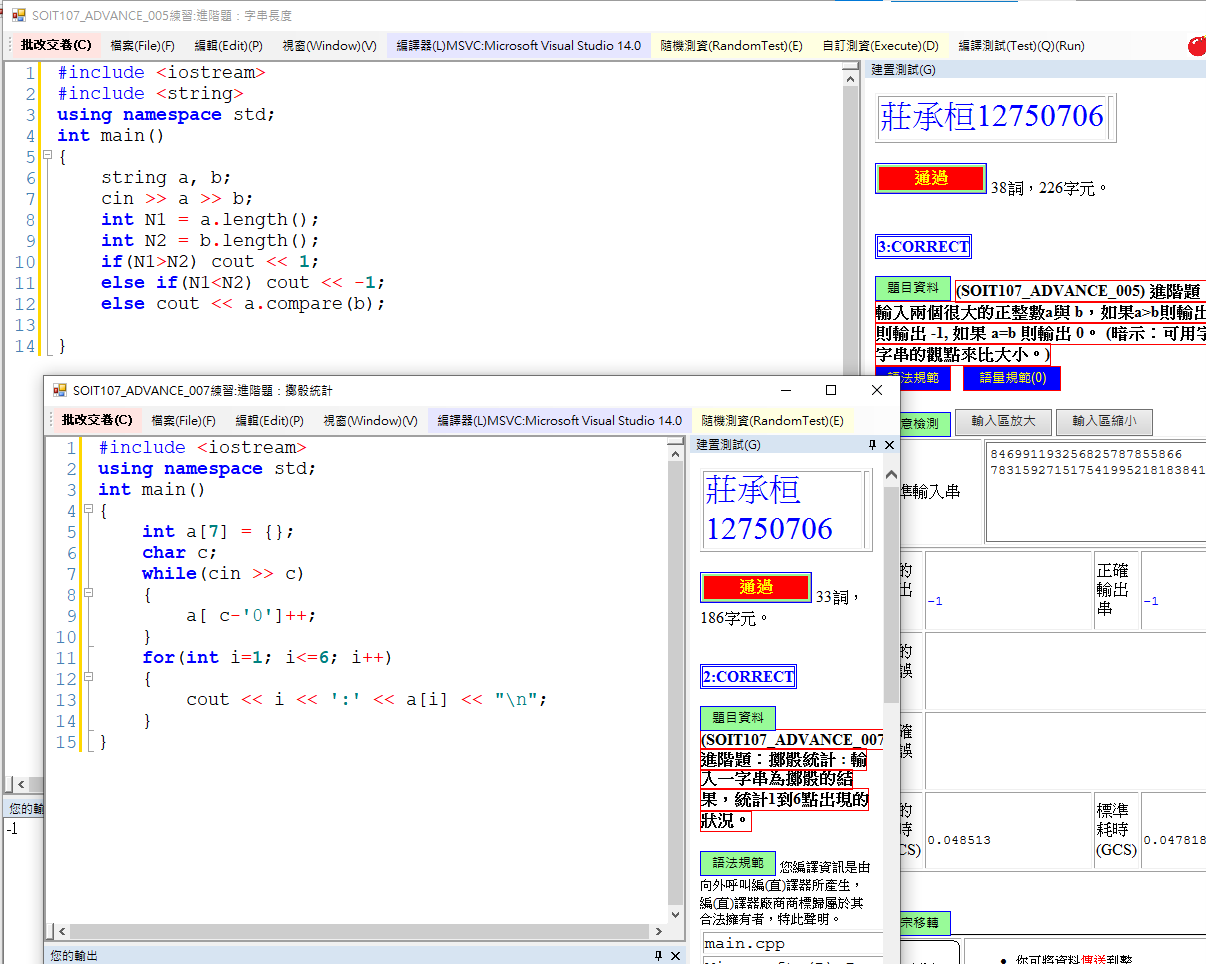 SOIT107_ADVANCE_005練習:進階題：字串長度
批改交卷(C) 檔案(File)(F) 編輯(Edit)(P) 視窗(Window)(V) 編譯器(L)MSVC:Microsoft Visual Studio 14.0 隨機測資(RandomTest)(E) 自訂測資(Execute)(D) 編譯測試(Test)(Q)(Run)
1 #include <iostream>
2 #include <string>
3 using namespace std;
4 int main()
5 {
6 string a, b;
7 cin >> a >> b;
8 int N1 = a.length();
9 int N2 = b.length();
10 if(N1>N2) cout << 1;
11 else if(N1<N2) cout << -1;
12 else cout << a.compare(b);
13
14 }
您的輸
-1
建置測試(G)
莊承桓12750706
通過 38詞，226字元。
3:CORRECT
題目資料 (SOIT107_ADVANCE_005) 進階題
輸入兩個很大的正整數a與 b，如果a>b則輸出
則輸出 -1, 如果 a=b 則輸出 0。 (暗示：可用字
字串的觀點來比大小。)
法規範 語量規範(0)
意檢測 輸入區放大 輸入區縮小
準輸入串
846991193256825787855866
783159271517541995218183841
的
出
-1
正確
輸出
串
-1
的
誤
確
誤
的
時
CS)
0.048513
標準
耗時
(GCS)
0.047818
宗移轉
你可將資料傳送到整
SOIT107_ADVANCE_007練習:進階題：擲骰統計
批改交卷(C) 檔案(File)(F) 編輯(Edit)(P) 視窗(Window)(V) 編譯器(L)MSVC:Microsoft Visual Studio 14.0 隨機測資(RandomTest)(E)
1 #include <iostream>
2 using namespace std;
3 int main()
4 {
5 int a[7] = {};
6 char c;
7 while(cin >> c)
8 {
9 a[ c-'0']++;
10 }
11 for(int i=1; i<=6; i++)
12 {
13 cout << i << ':' << a[i] << "\n";
14 }
15 }
您的輸出
建置測試(G)
莊承桓
12750706
通過 33詞，
186字元。
2:CORRECT
題目資料
(SOIT107_ADVANCE_007
進階題：擲骰統計：輸
入一字串為擲骰的結
果，統計1到6點出現的
狀況。
語法規範 您編譯資訊是由
向外呼叫編(直)譯器所產生，
編(直)譯器廠商商標歸屬於其
合法擁有者，特此聲明。
main.cpp